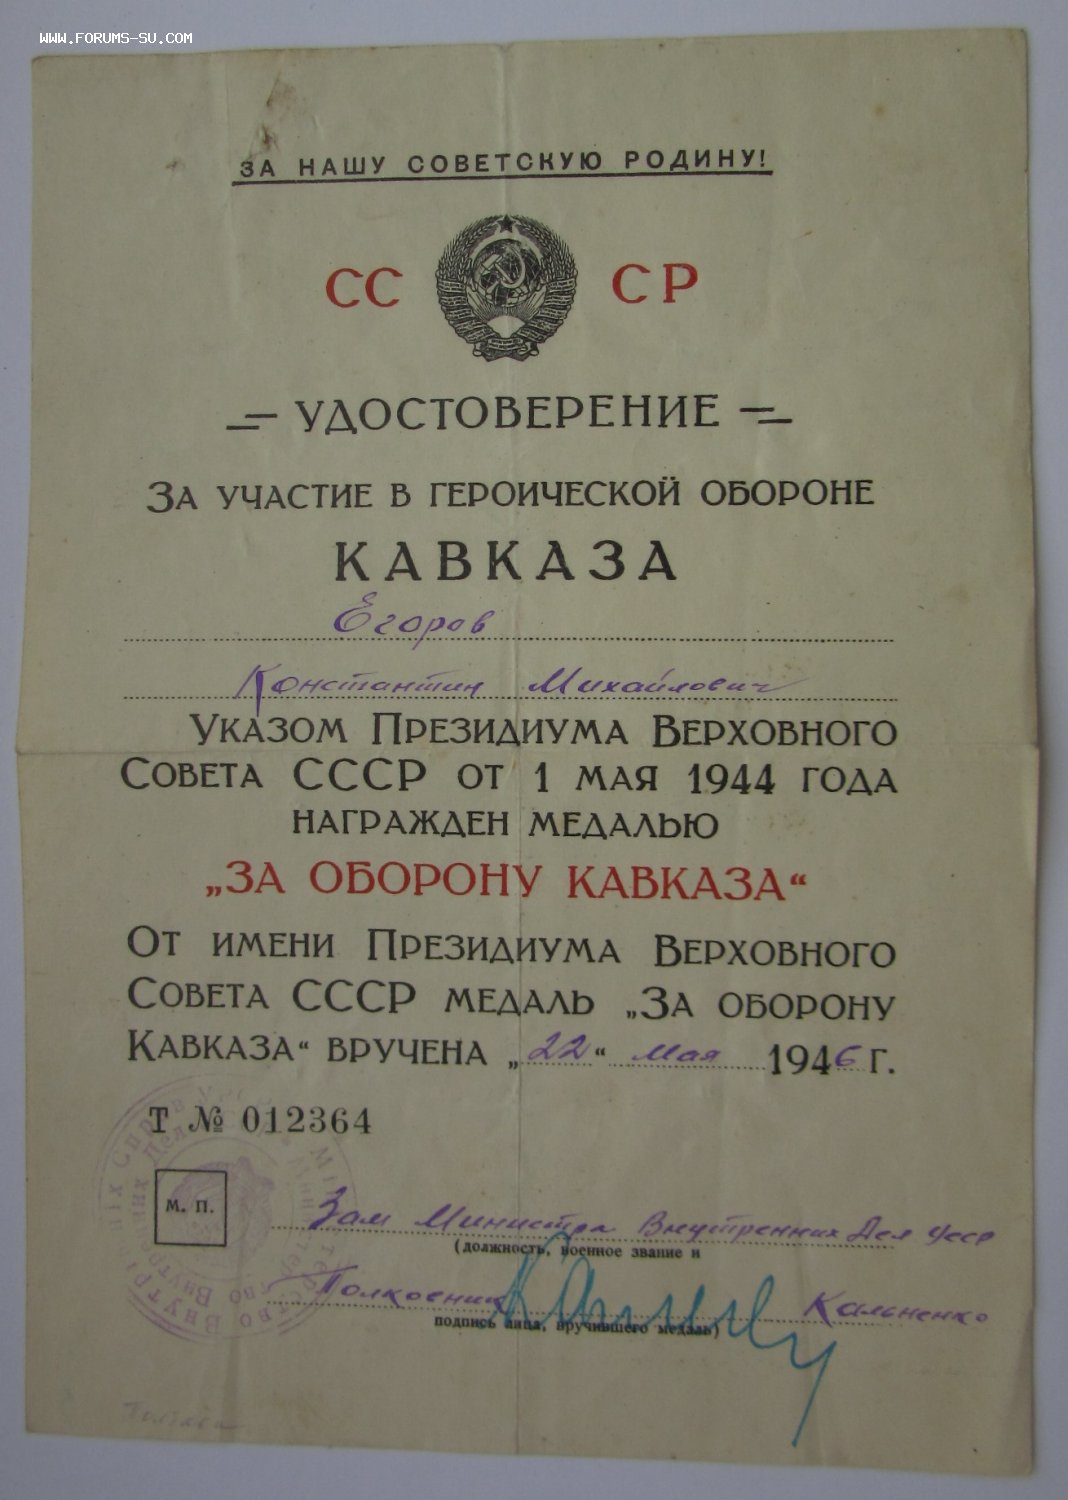 WWW.FORUMS-SU.COM
ЗА НАШУ СОВЕТСКУЮ РОДИНУ!
СС СР
УДОСТОВЕРЕНИЕ
ЗА УЧАСТИЕ В ГЕРОИЧЕСКОЙ ОБОРОНЕ
КАВКАЗА
Егоров
Константин Михайлович
УКАЗОМ ПРЕЗИДИУМА ВЕРХОВНОГО
СОВЕТА СССР ОТ 1 МАЯ 1944 ГОДА
НАГРАЖДЕН МЕДАЛЬЮ
„ЗА ОБОРОНУ КАВКАЗА“
ОТ ИМЕНИ ПРЕЗИДИУМА ВЕРХОВНОГО
СОВЕТА СССР МЕДАЛЬ „ЗА ОБОРОНУ
КАВКАЗА“ ВРУЧЕНА „22“ Мая 1946 Г.
Т № 012364
М. П.
Зам Министра Внутренних Дел Усср
(должность, военное звание и
Полковник Кальненко
подпись лица, вручившего медаль)